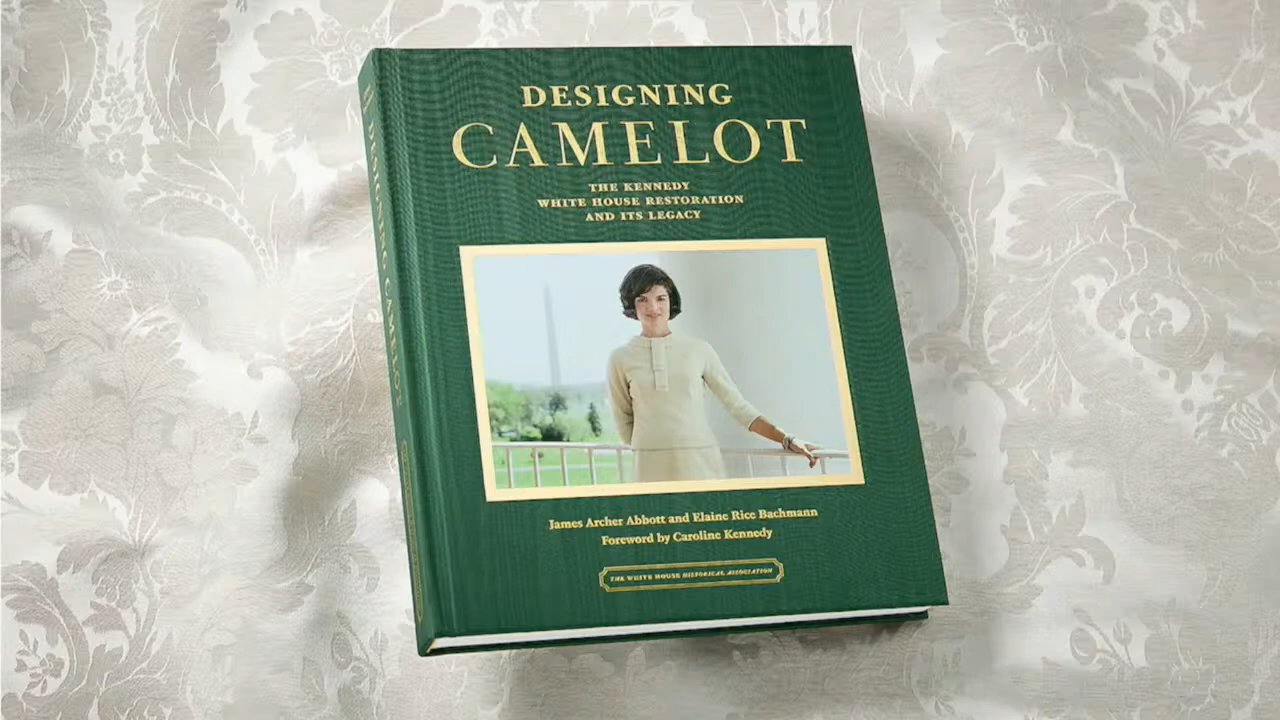 DESIGNING
CAMELOT
THE KENNEDY
WHITE HOUSE RESTORATION
AND ITS LEGACY
James Archer Abbott and Elaine Rice Bachmann
Foreword by Caroline Kennedy
THE WHITE HOUSE HISTORICAL ASSOCIATION
DESIGNING CAMELOT